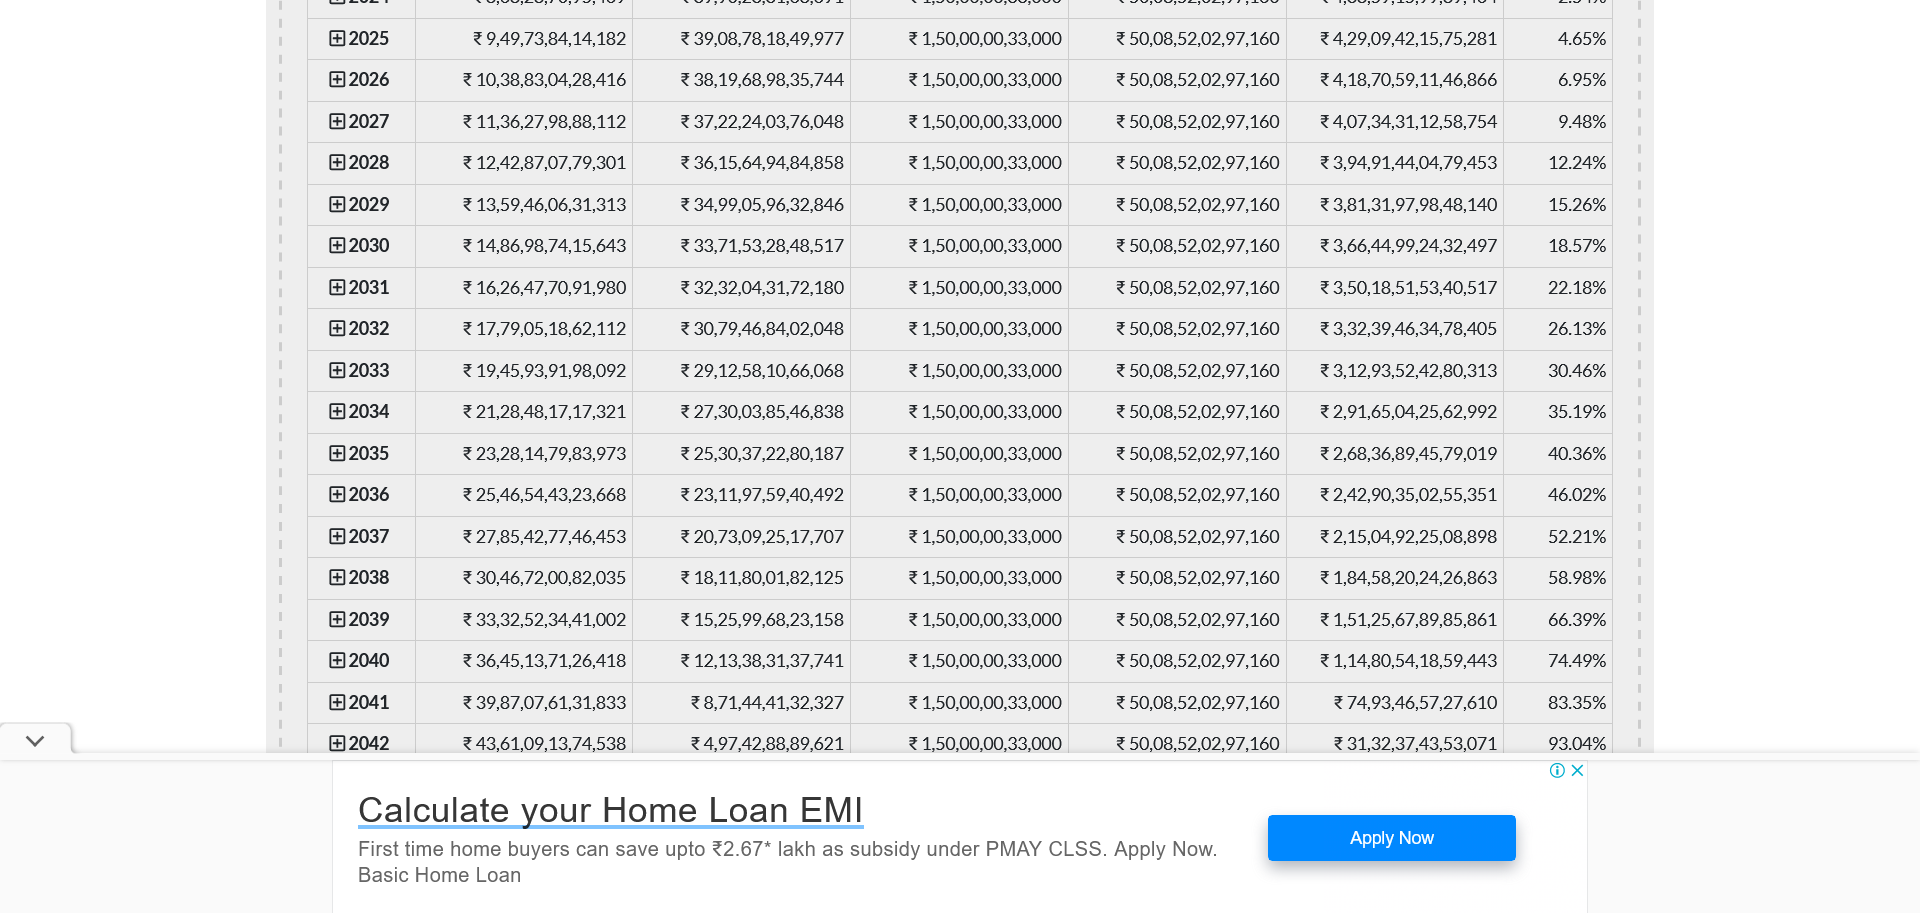 2025 ₹ 9,49,73,84,14,182 ₹ 39,08,78,18,49,977 ₹ 1,50,00,00,33,000 ₹ 50,08,52,02,97,160 ₹ 4,29,09,42,15,75,281 4.65%
2026 ₹ 10,38,83,04,28,416 ₹ 38,19,68,98,35,744 ₹ 1,50,00,00,33,000 ₹ 50,08,52,02,97,160 ₹ 4,18,70,59,11,46,866 6.95%
2027 ₹ 11,36,27,98,88,112 ₹ 37,22,24,03,76,048 ₹ 1,50,00,00,33,000 ₹ 50,08,52,02,97,160 ₹ 4,07,34,31,12,58,754 9.48%
2028 ₹ 12,42,87,07,79,301 ₹ 36,15,64,94,84,858 ₹ 1,50,00,00,33,000 ₹ 50,08,52,02,97,160 ₹ 3,94,91,44,04,79,453 12.24%
2029 ₹ 13,59,46,06,31,313 ₹ 34,99,05,96,32,846 ₹ 1,50,00,00,33,000 ₹ 50,08,52,02,97,160 ₹ 3,81,31,97,98,48,140 15.26%
2030 ₹ 14,86,98,74,15,643 ₹ 33,71,53,28,48,517 ₹ 1,50,00,00,33,000 ₹ 50,08,52,02,97,160 ₹ 3,66,44,99,24,32,497 18.57%
2031 ₹ 16,26,47,70,91,980 ₹ 32,32,04,31,72,180 ₹ 1,50,00,00,33,000 ₹ 50,08,52,02,97,160 ₹ 3,50,18,51,53,40,517 22.18%
2032 ₹ 17,79,05,18,62,112 ₹ 30,79,46,84,02,048 ₹ 1,50,00,00,33,000 ₹ 50,08,52,02,97,160 ₹ 3,32,39,46,34,78,405 26.13%
2033 ₹ 19,45,93,91,98,092 ₹ 29,12,58,10,66,068 ₹ 1,50,00,00,33,000 ₹ 50,08,52,02,97,160 ₹ 3,12,93,52,42,80,313 30.46%
2034 ₹ 21,28,48,17,17,321 ₹ 27,30,03,85,46,838 ₹ 1,50,00,00,33,000 ₹ 50,08,52,02,97,160 ₹ 2,91,65,04,25,62,992 35.19%
2035 ₹ 23,28,14,79,83,973 ₹ 25,30,37,22,80,187 ₹ 1,50,00,00,33,000 ₹ 50,08,52,02,97,160 ₹ 2,68,36,89,45,79,019 40.36%
2036 ₹ 25,46,54,43,23,668 ₹ 23,11,97,59,40,492 ₹ 1,50,00,00,33,000 ₹ 50,08,52,02,97,160 ₹ 2,42,90,35,02,55,351 46.02%
2037 ₹ 27,85,42,77,46,453 ₹ 20,73,09,25,17,707 ₹ 1,50,00,00,33,000 ₹ 50,08,52,02,97,160 ₹ 2,15,04,92,25,08,898 52.21%
2038 ₹ 30,46,72,00,82,035 ₹ 18,11,80,01,82,125 ₹ 1,50,00,00,33,000 ₹ 50,08,52,02,97,160 ₹ 1,84,58,20,24,26,863 58.98%
2039 ₹ 33,32,52,34,41,002 ₹ 15,25,99,68,23,158 ₹ 1,50,00,00,33,000 ₹ 50,08,52,02,97,160 ₹ 1,51,25,67,89,85,861 66.39%
2040 ₹ 36,45,13,71,26,418 ₹ 12,13,38,31,37,741 ₹ 1,50,00,00,33,000 ₹ 50,08,52,02,97,160 ₹ 1,14,80,54,18,59,443 74.49%
2041 ₹ 39,87,07,61,31,833 ₹ 8,71,44,41,32,327 ₹ 1,50,00,00,33,000 ₹ 50,08,52,02,97,160 ₹ 74,93,46,57,27,610 83.35%
2042 ₹ 43,61,09,13,74,538 ₹ 4,97,42,88,89,621 ₹ 1,50,00,00,33,000 ₹ 50,08,52,02,97,160 ₹ 31,32,37,43,53,071 93.04%
Calculate your Home Loan EMI
First time home buyers can save upto ₹2.67* lakh as subsidy under PMAY CLSS. Apply Now.
Basic Home Loan
Apply Now